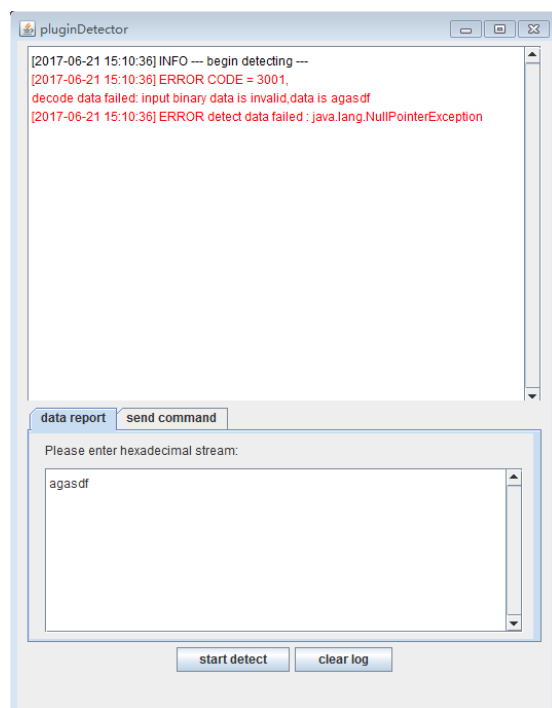 pluginDetector
[2017-06-21 15:10:36] INFO --- begin detecting ---
[2017-06-21 15:10:36] ERROR CODE = 3001,
decode data failed: input binary data is invalid,data is agasdf
[2017-06-21 15:10:36] ERROR detect data failed : java.lang.NullPointerException
data report send command
Please enter hexadecimal stream:
agasdf
start detect clear log